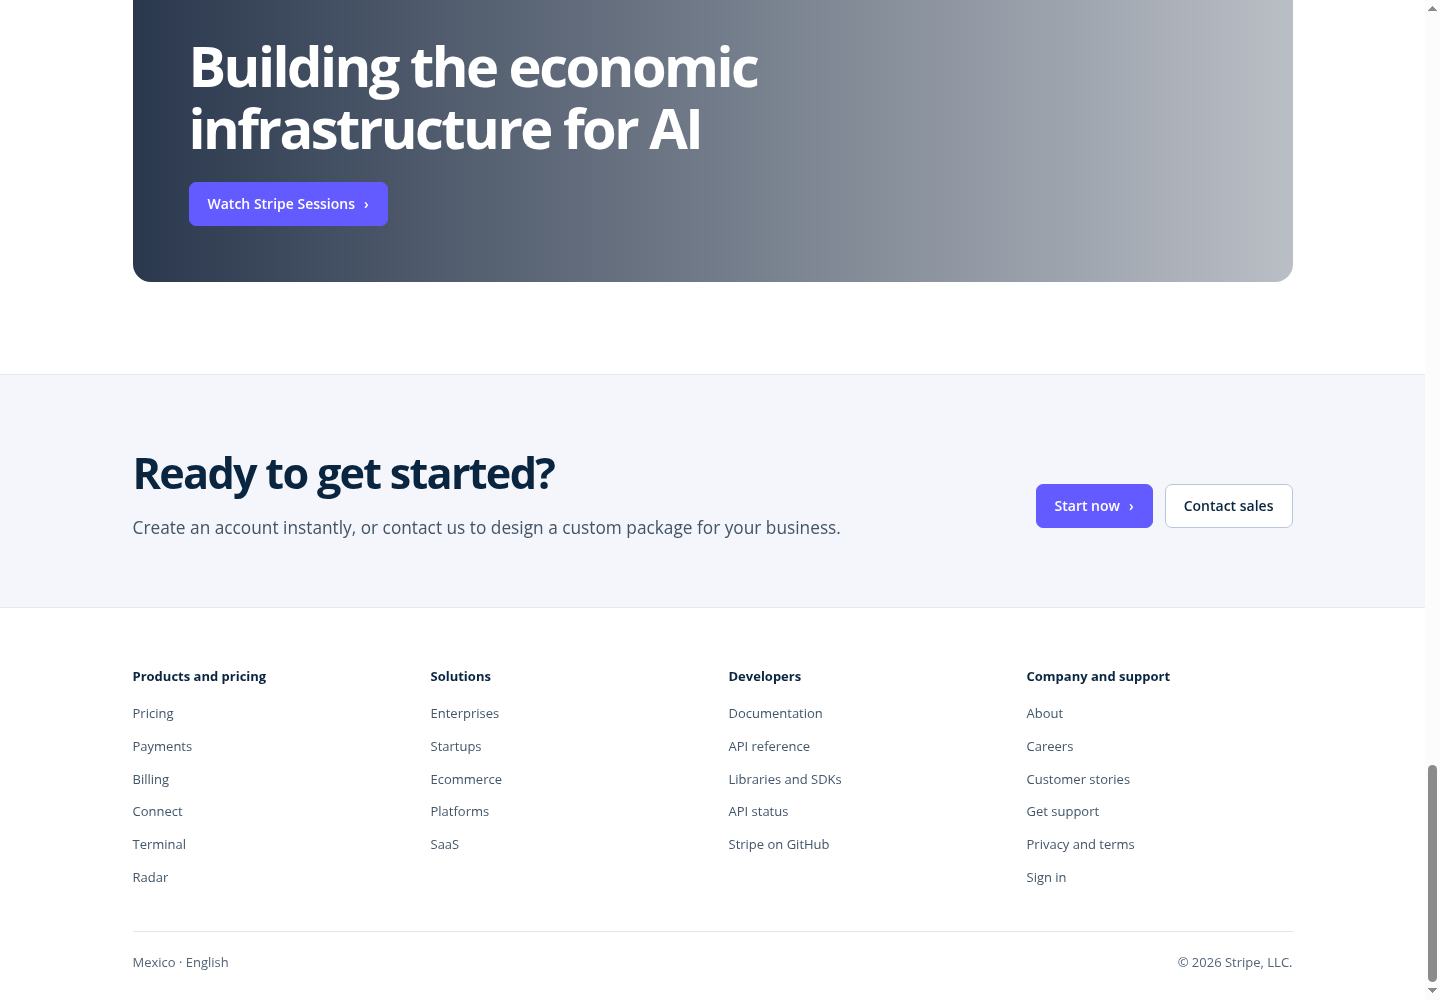 Building the economic
infrastructure for AI
Watch Stripe Sessions ›
Ready to get started?
Create an account instantly, or contact us to design a custom package for your business.
Start now ›
Contact sales
Products and pricing
Pricing
Payments
Billing
Connect
Terminal
Radar
Solutions
Enterprises
Startups
Ecommerce
Platforms
SaaS
Developers
Documentation
API reference
Libraries and SDKs
API status
Stripe on GitHub
Company and support
About
Careers
Customer stories
Get support
Privacy and terms
Sign in
Mexico · English
© 2026 Stripe, LLC.